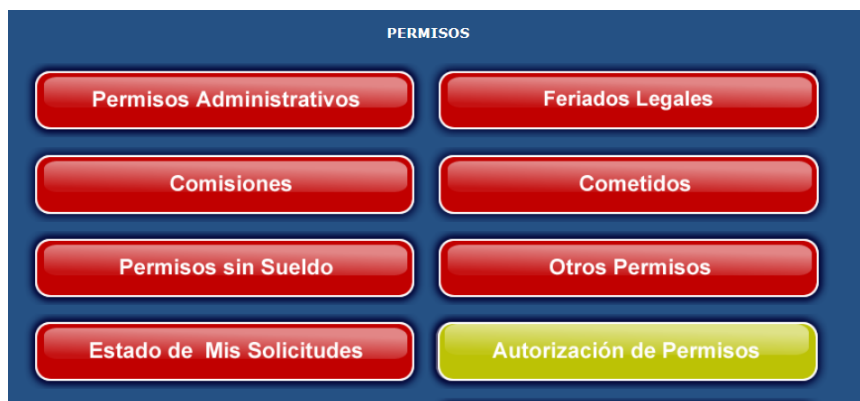 PERMISOS
Permisos Administrativos
Feriados Legales
Comisiones
Cometidos
Permisos sin Sueldo
Otros Permisos
Estado de Mis Solicitudes
Autorización de Permisos